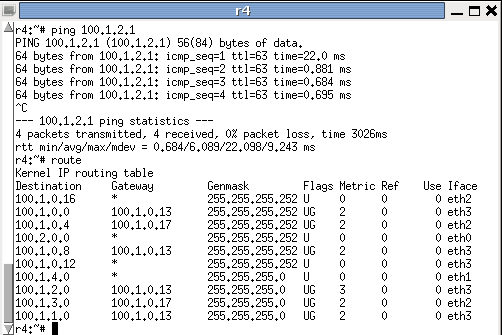 r4
r4:~# ping 100.1.2.1
PING 100.1.2.1 (100.1.2.1) 56(84) bytes of data.
64 bytes from 100.1.2.1: icmp_seq=1 ttl=63 time=22.0 ms
64 bytes from 100.1.2.1: icmp_seq=2 ttl=63 time=0.881 ms
64 bytes from 100.1.2.1: icmp_seq=3 ttl=63 time=0.684 ms
64 bytes from 100.1.2.1: icmp_seq=4 ttl=63 time=0.695 ms
^C
--- 100.1.2.1 ping statistics ---
4 packets transmitted, 4 received, 0% packet loss, time 3026ms
rtt min/avg/max/mdev = 0.684/6.089/22.098/9.243 ms
r4:~# route
Kernel IP routing table
Destination Gateway Genmask Flags Metric Ref Use Iface
100.1.0.16 * 255.255.255.252 U 0 0 0 eth2
100.1.0.0 100.1.0.13 255.255.255.252 UG 2 0 0 eth3
100.1.0.4 100.1.0.17 255.255.255.252 UG 2 0 0 eth2
100.2.0.0 * 255.255.255.252 U 0 0 0 eth0
100.1.0.8 100.1.0.13 255.255.255.252 UG 2 0 0 eth3
100.1.0.12 * 255.255.255.252 U 0 0 0 eth3
100.1.4.0 * 255.255.255.0 U 0 0 0 eth1
100.1.2.0 100.1.0.13 255.255.255.0 UG 3 0 0 eth3
100.1.3.0 100.1.0.17 255.255.255.0 UG 2 0 0 eth2
100.1.1.0 100.1.0.13 255.255.255.0 UG 2 0 0 eth3
r4:~#